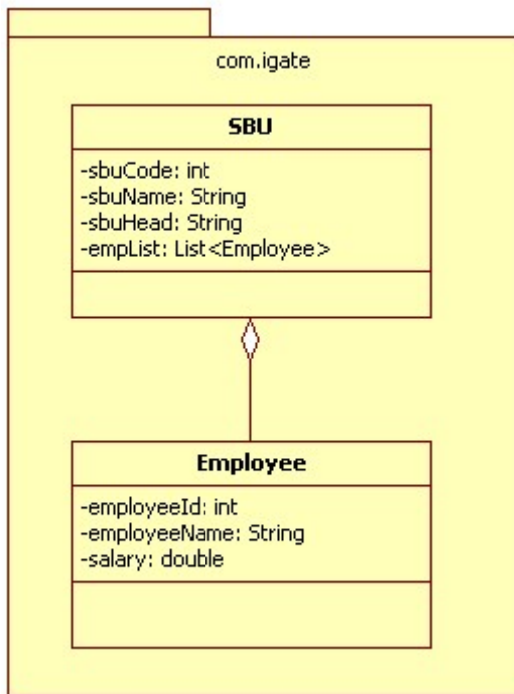 com.igate
SBU
-sbuCode: int
-sbuName: String
-sbuHead: String
-empList: List<Employee>
Employee
-employeeId: int
-employeeName: String
-salary: double